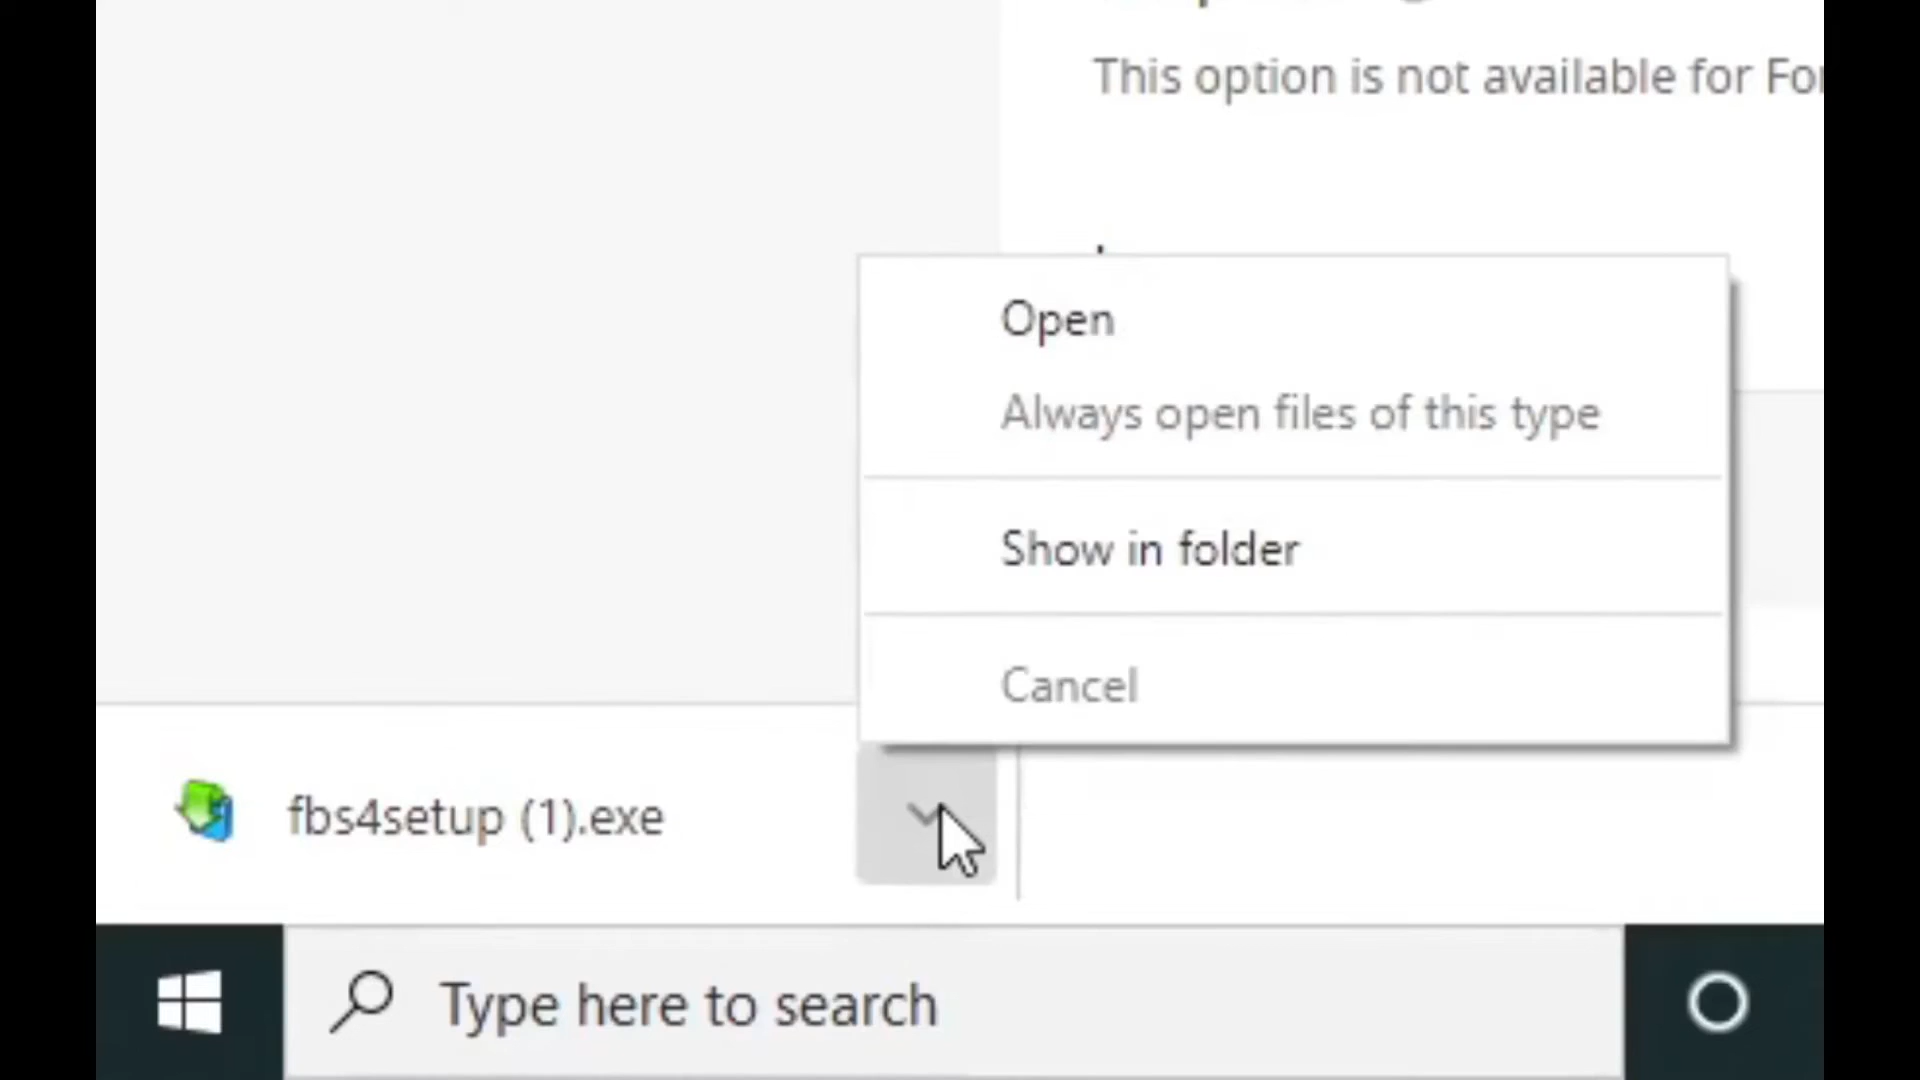 This option is not available for For
Open
Always open files of this type
Show in folder
Cancel
fbs4setup (1).exe
Type here to search